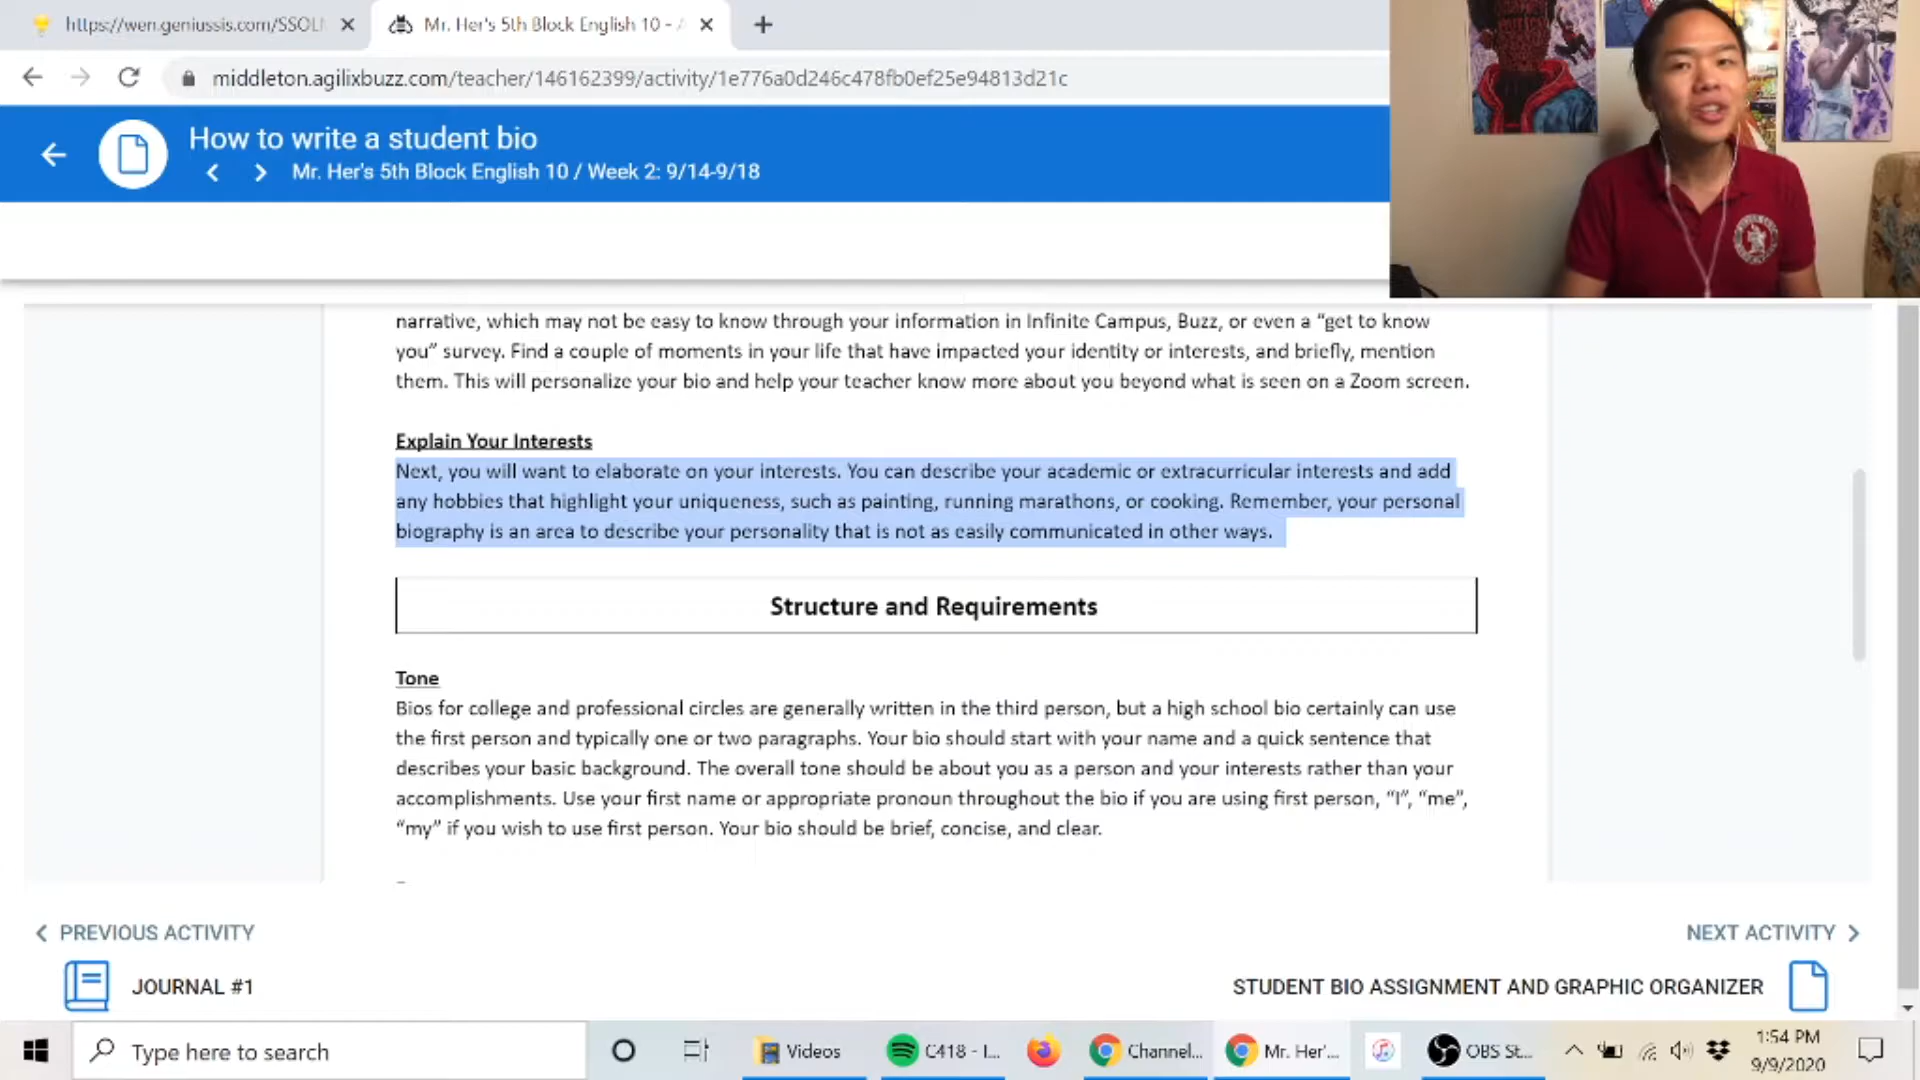 https://wen.geniussis.com/SSOLI
Mr. Her's 5th Block English 10 - A
middleton.agilixbuzz.com/teacher/146162399/activity/1e776a0d246c478fb0ef25e94813d21c
How to write a student bio
Mr. Her's 5th Block English 10 / Week 2: 9/14-9/18
narrative, which may not be easy to know through your information in Infinite Campus, Buzz, or even a “get to know
you” survey. Find a couple of moments in your life that have impacted your identity or interests, and briefly, mention
them. This will personalize your bio and help your teacher know more about you beyond what is seen on a Zoom screen.
Explain Your Interests
Next, you will want to elaborate on your interests. You can describe your academic or extracurricular interests and add
any hobbies that highlight your uniqueness, such as painting, running marathons, or cooking. Remember, your personal
biography is an area to describe your personality that is not as easily communicated in other ways.
Structure and Requirements
Tone
Bios for college and professional circles are generally written in the third person, but a high school bio certainly can use
the first person and typically one or two paragraphs. Your bio should start with your name and a quick sentence that
describes your basic background. The overall tone should be about you as a person and your interests rather than your
accomplishments. Use your first name or appropriate pronoun throughout the bio if you are using first person, “I”, “me”,
“my” if you wish to use first person. Your bio should be brief, concise, and clear.
PREVIOUS ACTIVITY
NEXT ACTIVITY
JOURNAL #1
STUDENT BIO ASSIGNMENT AND GRAPHIC ORGANIZER
Type here to search
Videos
C418 - I...
Channel...
Mr. Her'...
OBS St...
1:54 PM
9/9/2020